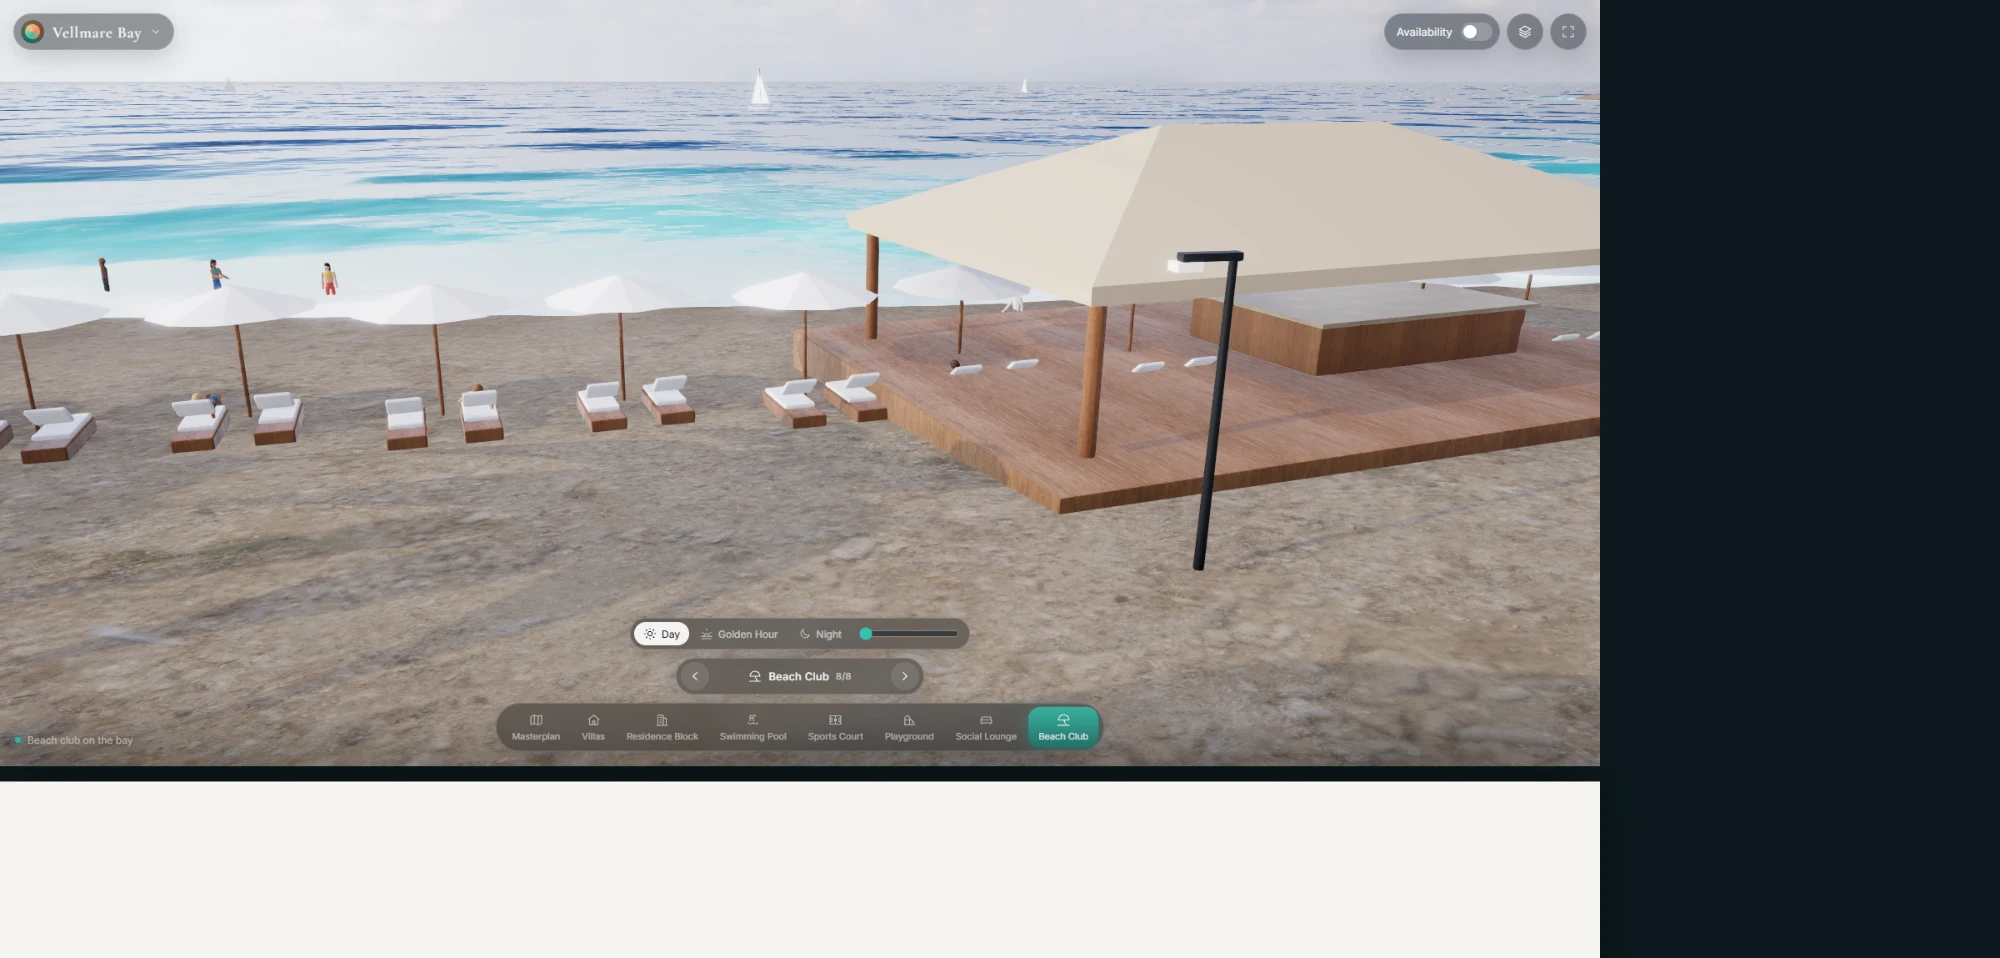 Vellmare Bay
Availability
Day
Golden Hour
Night
Beach Club 8/8
Masterplan
Villas
Residence Block
Swimming Pool
Sports Court
Playground
Social Lounge
Beach Club
Beach club on the bay